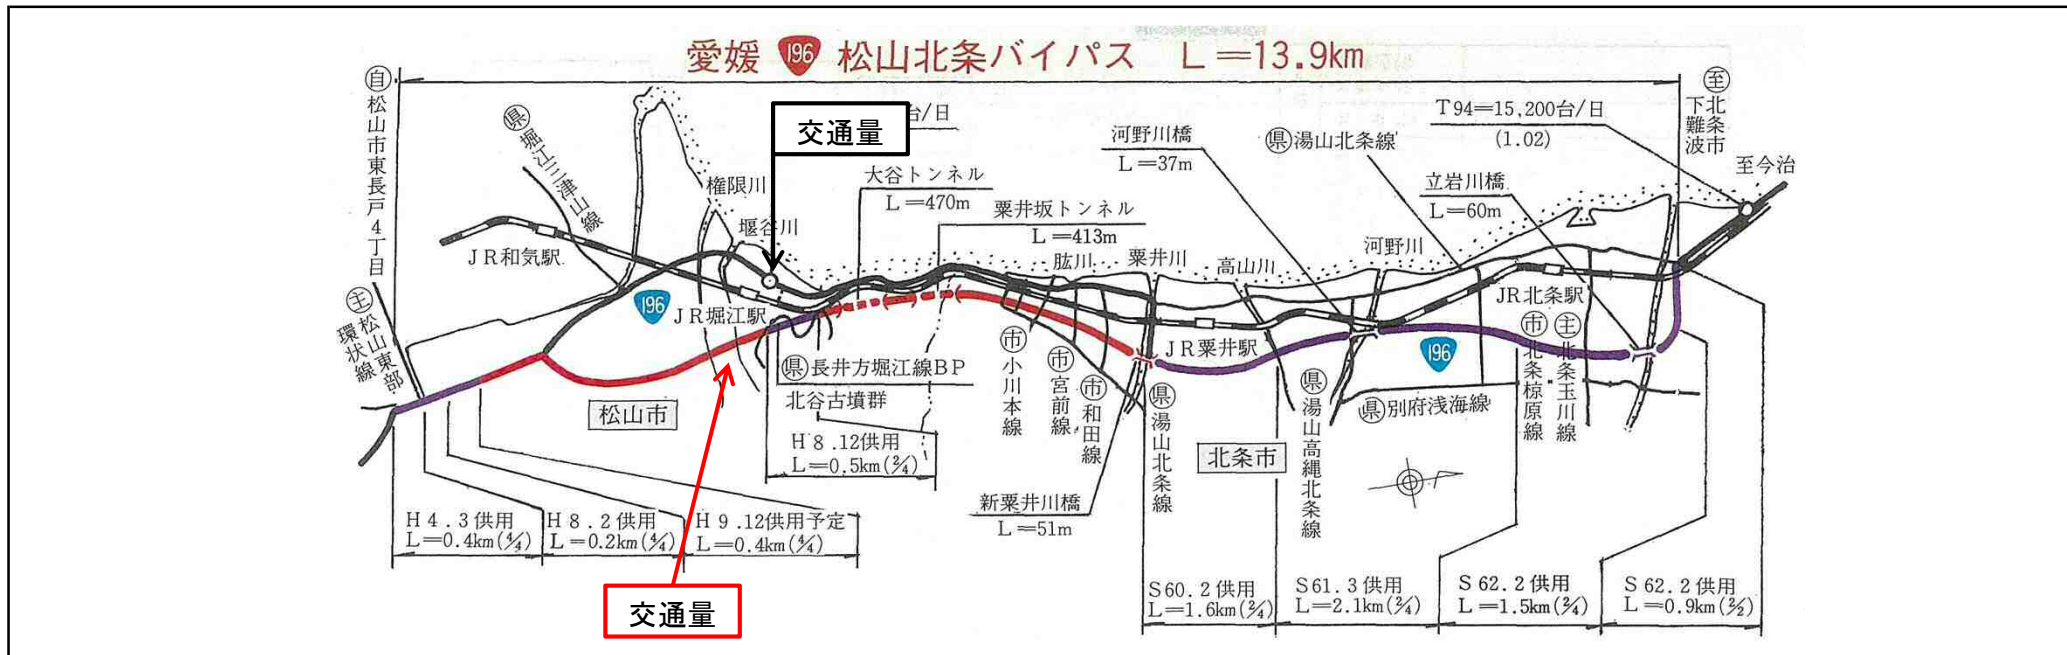 愛媛 196 松山北条バイパス L=13.9km
自 松山市東長戸4丁目
至 北条市下難波
県 堀江三津山線
台/日
交通量
T94=15,200台/日
(1.02)
河野川橋
L=37m
県 湯山北条線
至今治
権限川
大谷トンネル
L=470m
立岩川橋
L=60m
堰谷川
粟井坂トンネル
L=413m
JR和気駅
肱川
粟井川
高山川
河野川
196
JR堀江駅
JR北条駅
主 松山東部環状線
JR粟井駅
196
県 長井方堀江線BP
北谷古墳群
市 小川本線
市 宮前線
市 和田線
県 湯山北条線
県 湯山高縄北条線
県 別府浅海線
市 北条椋原線
主 北条玉川線
松山市
北条市
H8.12供用
L=0.5km(2/4)
新粟井川橋
L=51m
H4.3供用
L=0.4km(4/4)
H8.2供用
L=0.2km(4/4)
H9.12供用予定
L=0.4km(4/4)
交通量
S60.2供用
L=1.6km(2/4)
S61.3供用
L=2.1km(2/4)
S62.2供用
L=1.5km(2/4)
S62.2供用
L=0.9km(2/2)